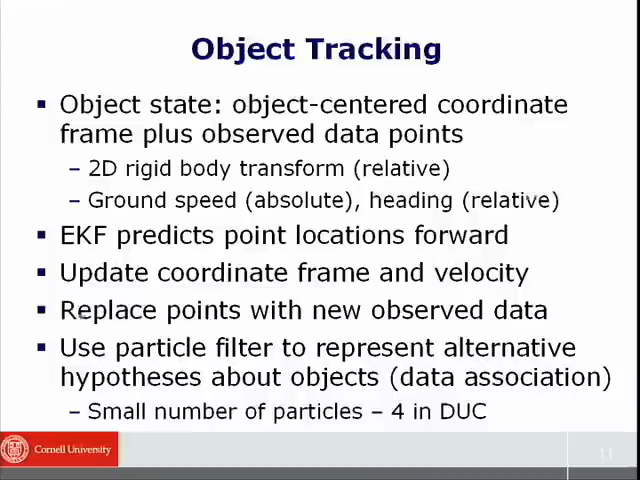 Object Tracking
▪ Object state: object-centered coordinate
frame plus observed data points
– 2D rigid body transform (relative)
– Ground speed (absolute), heading (relative)
▪ EKF predicts point locations forward
▪ Update coordinate frame and velocity
▪ Replace points with new observed data
▪ Use particle filter to represent alternative
hypotheses about objects (data association)
– Small number of particles – 4 in DUC
Cornell University
11